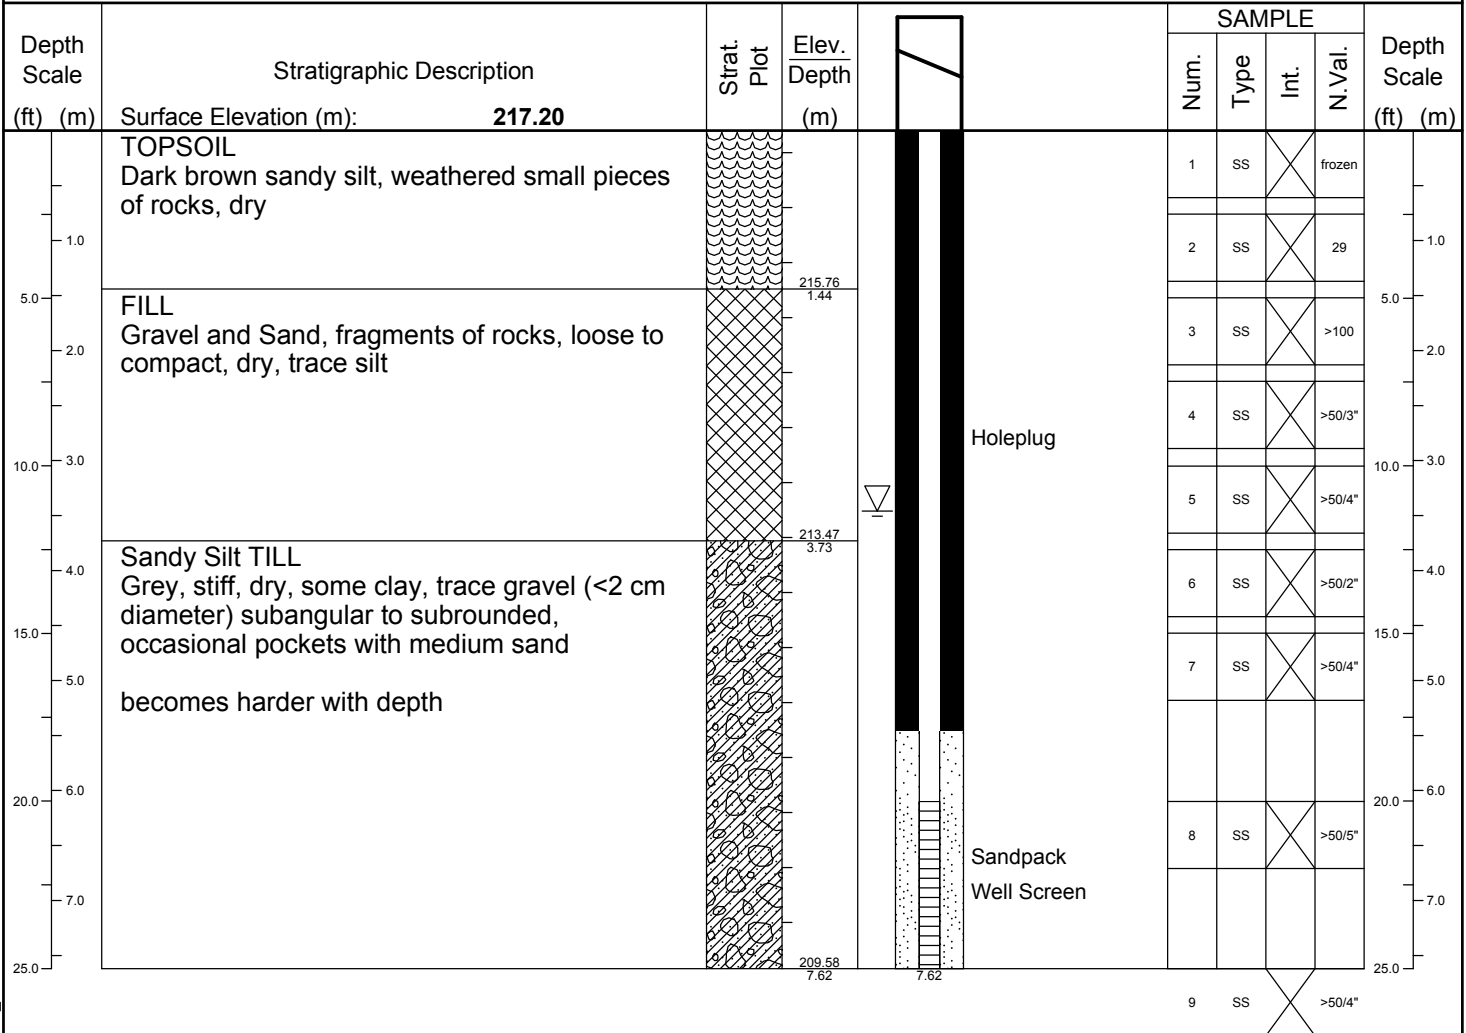 Depth
Scale
(ft) (m)
Stratigraphic Description
Surface Elevation (m): 217.20
Strat.
Plot
Elev.
Depth
(m)
SAMPLE
Num.
Type
Int.
N.Val.
Depth
Scale
(ft) (m)
TOPSOIL
Dark brown sandy silt, weathered small pieces
of rocks, dry
215.76
1.44
FILL
Gravel and Sand, fragments of rocks, loose to
compact, dry, trace silt
213.47
3.73
Sandy Silt TILL
Grey, stiff, dry, some clay, trace gravel (<2 cm
diameter) subangular to subrounded,
occasional pockets with medium sand
becomes harder with depth
209.58
7.62
1.0
5.0
2.0
10.0
3.0
4.0
15.0
5.0
20.0
6.0
7.0
25.0
Holeplug
Sandpack
Well Screen
7.62
1 SS frozen
2 SS 29
3 SS >100
4 SS >50/3"
5 SS >50/4"
6 SS >50/2"
7 SS >50/4"
8 SS >50/5"
9 SS >50/4"
1.0
5.0
2.0
10.0
3.0
4.0
15.0
5.0
20.0
6.0
7.0
25.0